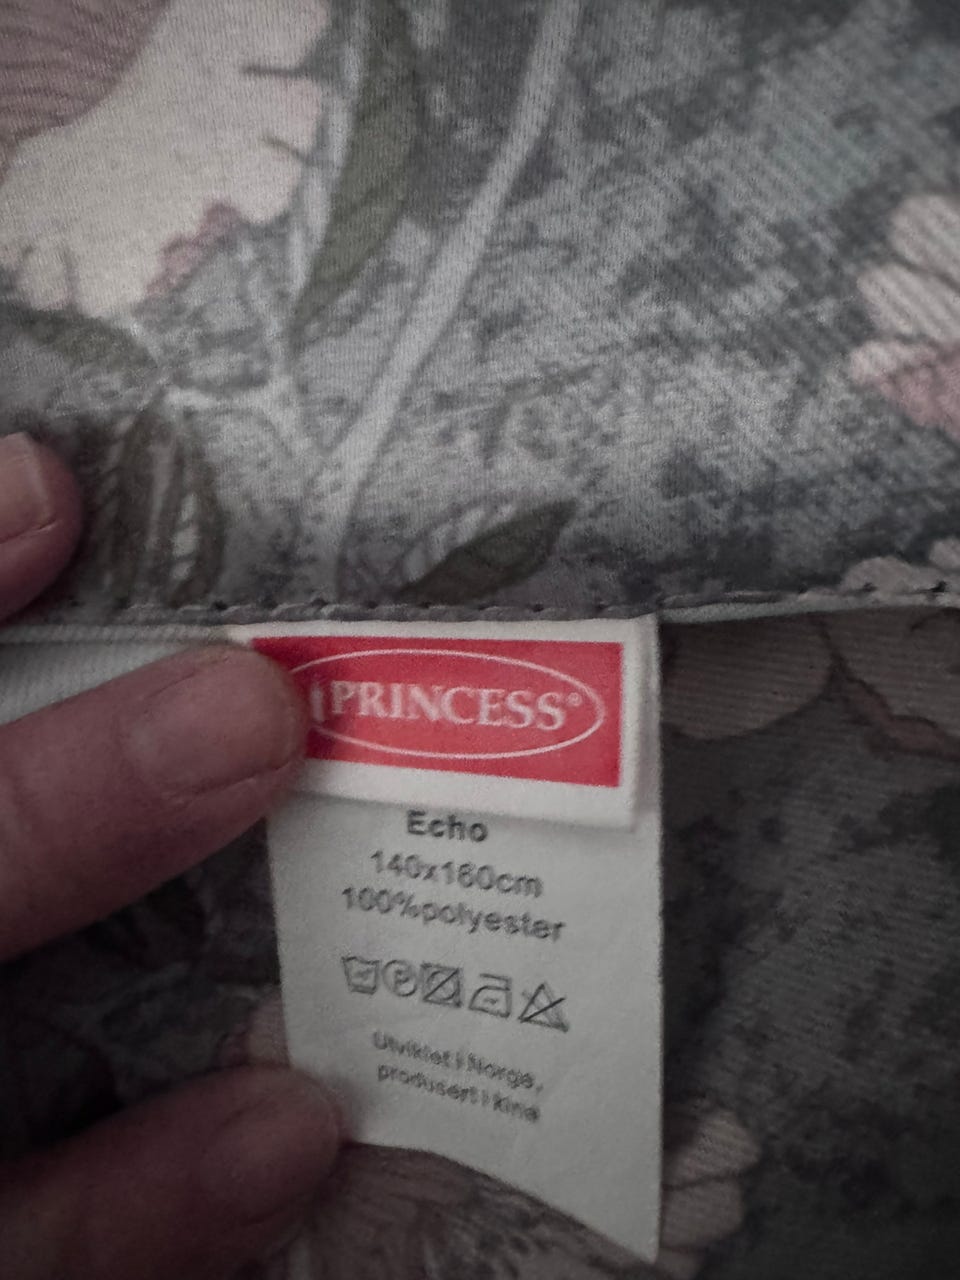 PRINCESS®
Echo
140x160cm
100%polyester
Utviklet i Norge,
produsert i kina